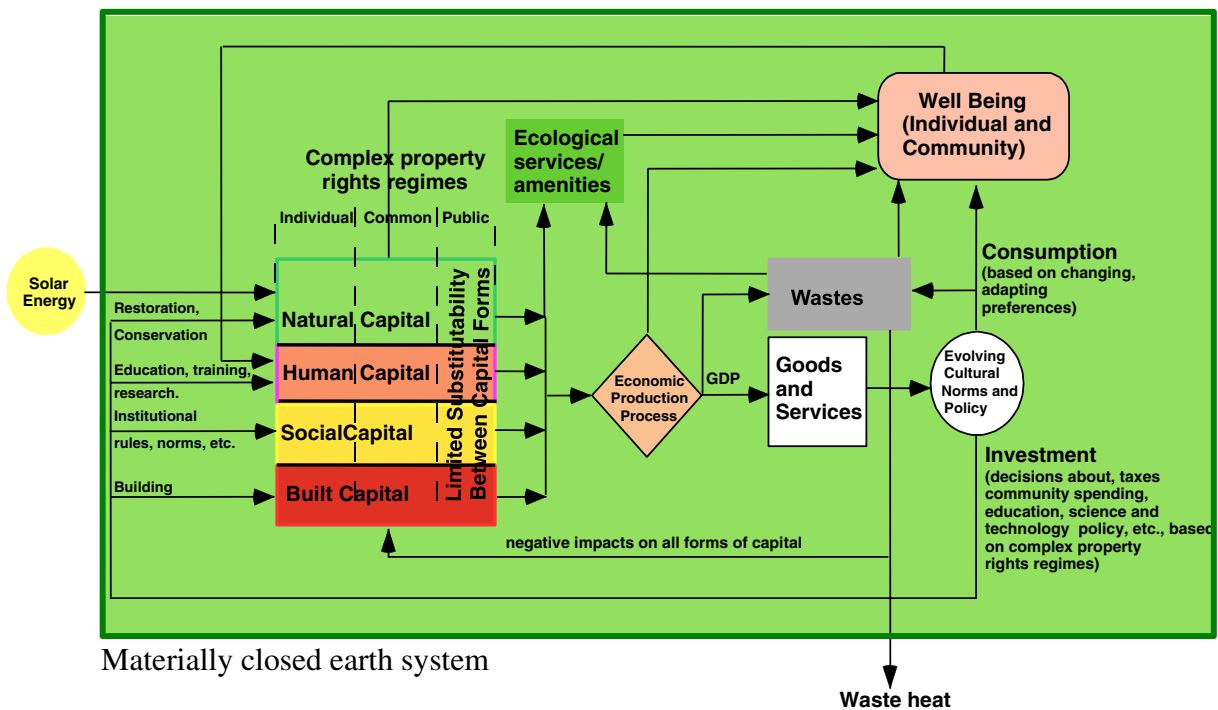 Well Being
(Individual and
Community)
Ecological
services/
amenities
Complex property
rights regimes
Individual
Common
Public
Solar
Energy
Restoration,
Conservation
Education, training,
research.
Institutional
rules, norms, etc.
Building
Natural Capital
Human Capital
SocialCapital
Built Capital
Limited Substitutability
Between Capital Forms
Economic
Production
Process
GDP
Wastes
Goods
and
Services
Evolving
Cultural
Norms and
Policy
Consumption
(based on changing,
adapting
preferences)
Investment
(decisions about, taxes
community spending,
education, science and
technology policy, etc., based
on complex property
rights regimes)
negative impacts on all forms of capital
Materially closed earth system
Waste heat